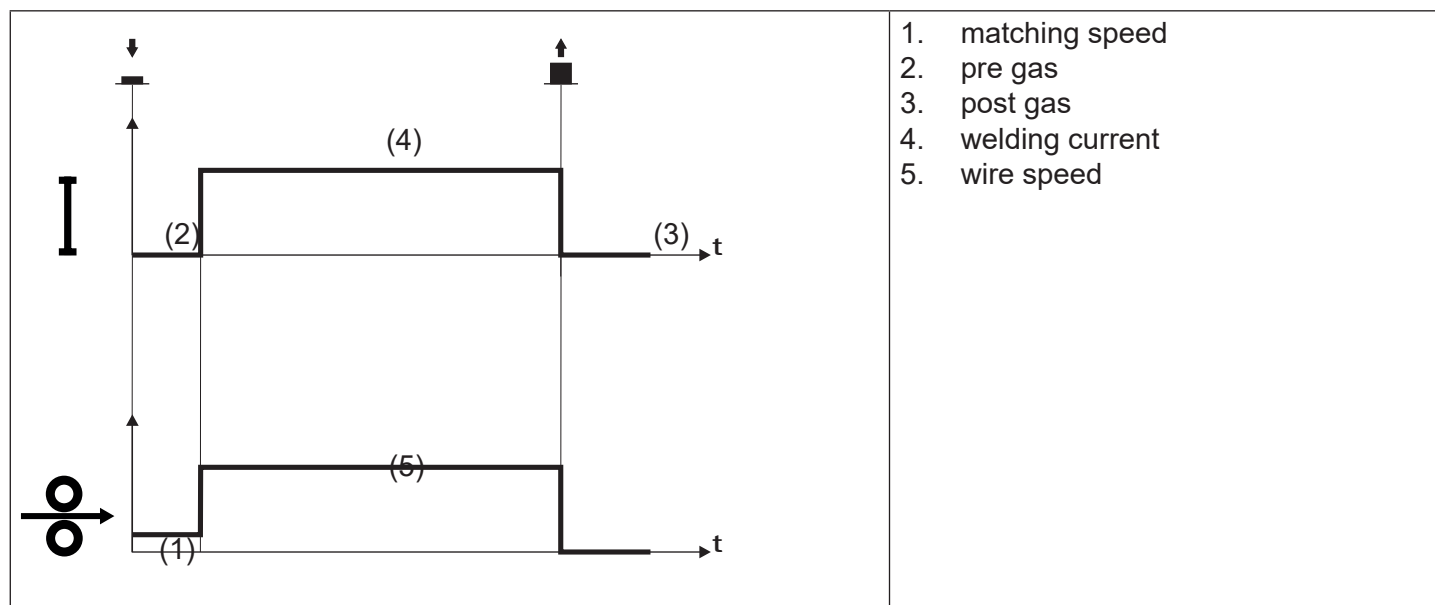 (4)
I
(2)
(3)
t
(5)
(1)
t
1. matching speed
2. pre gas
3. post gas
4. welding current
5. wire speed